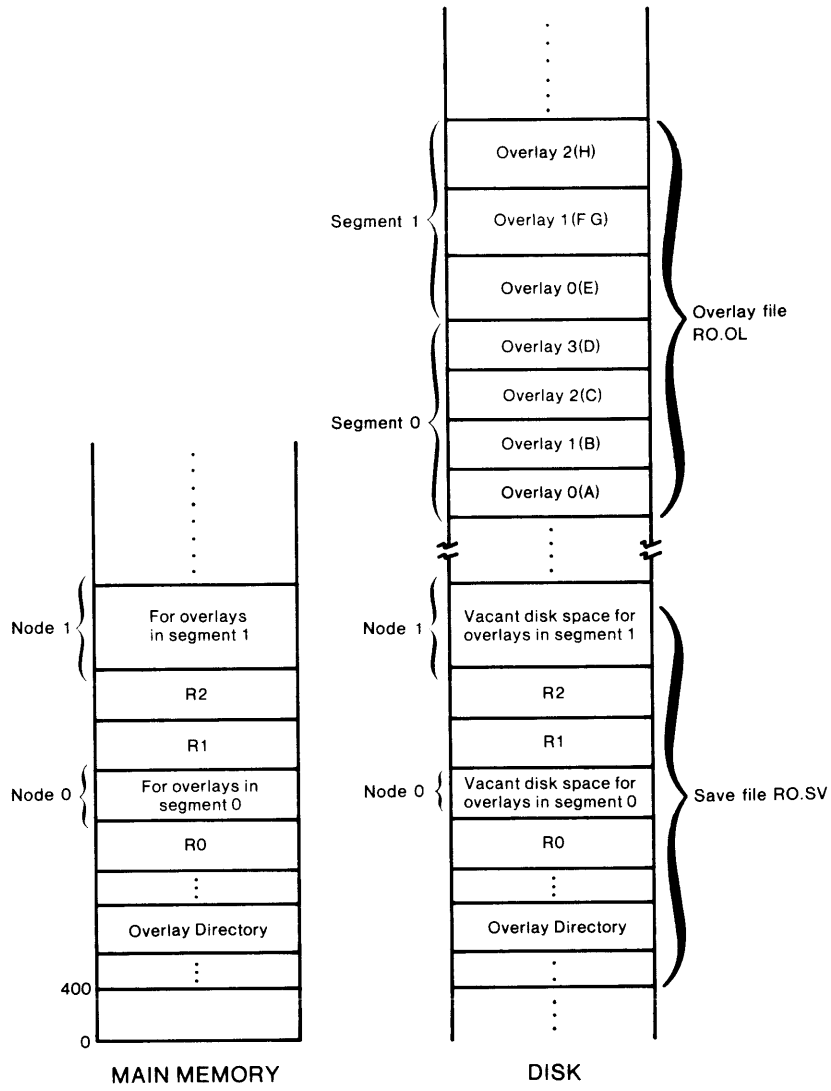 Overlay 2(H)
Segment 1
Overlay 1(F G)
Overlay 0(E)
Overlay file
RO.OL
Overlay 3(D)
Segment 0
Overlay 2(C)
Overlay 1(B)
Overlay 0(A)
Node 1
For overlays
in segment 1
R2
R1
Node 0
For overlays in
segment 0
R0
Overlay Directory
400
0
MAIN MEMORY
Node 1
Vacant disk space for
overlays in segment 1
R2
R1
Node 0
Vacant disk space for
overlays in segment 0
Save file RO.SV
R0
Overlay Directory
DISK